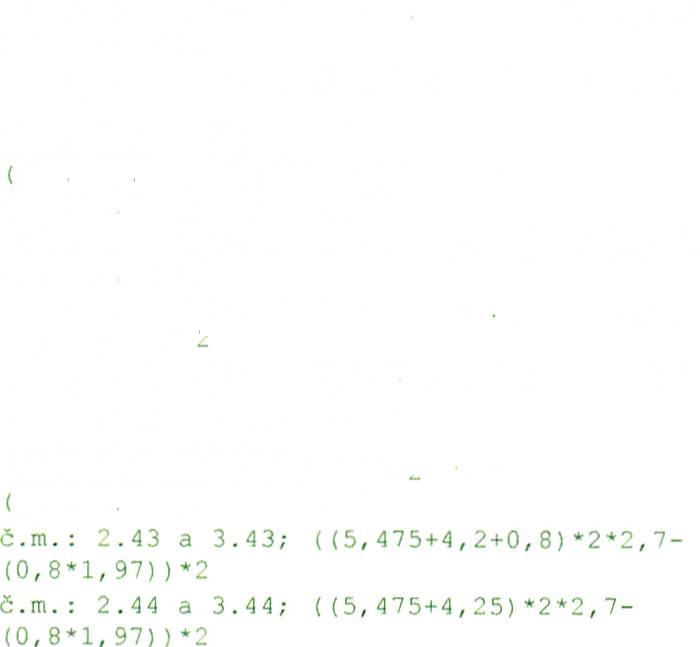 (
(
č.m.: 2.43 a 3.43; ((5,475+4,2+0,8)*2*2,7-
(0,8*1,97))*2
č.m.: 2.44 a 3.44; ((5,475+4,25)*2*2,7-
(0,8*1,97))*2